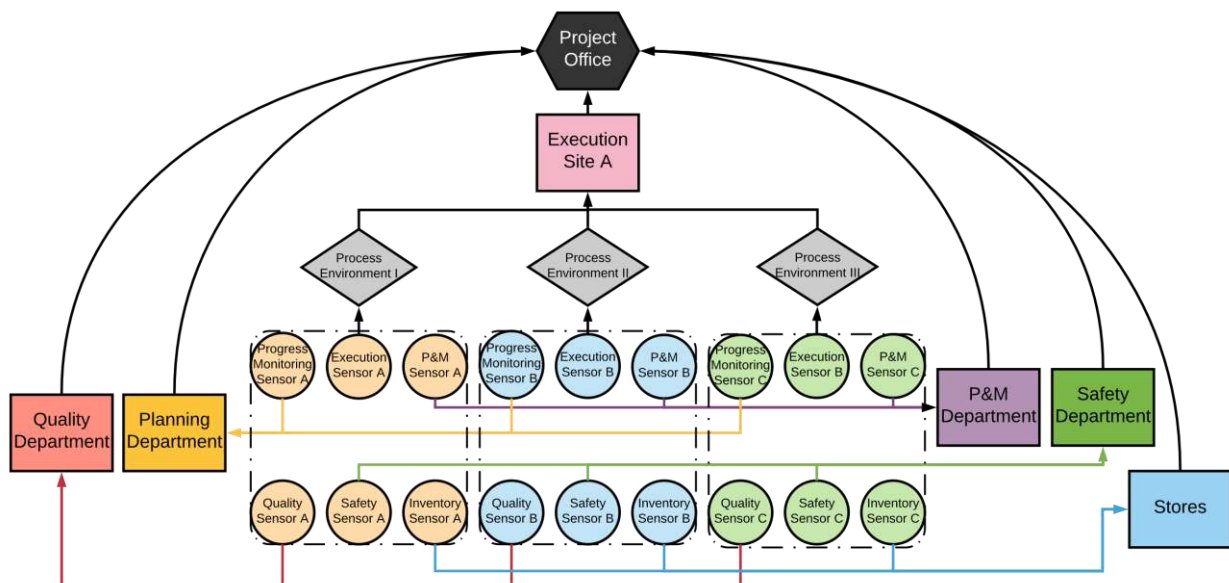 Project
Office
Execution
Site A
Process
Environment I
Process
Environment II
Process
Environment III
Progress
Monitoring
Sensor A
Execution
Sensor A
P&M
Sensor A
Progress
Monitoring
Sensor B
Execution
Sensor B
P&M
Sensor B
Progress
Monitoring
Sensor C
Execution
Sensor B
P&M
Sensor C
Quality
Department
Planning
Department
P&M
Department
Safety
Department
Quality
Sensor A
Safety
Sensor A
Inventory
Sensor A
Quality
Sensor B
Safety
Sensor B
Inventory
Sensor B
Quality
Sensor C
Safety
Sensor C
Inventory
Sensor C
Stores